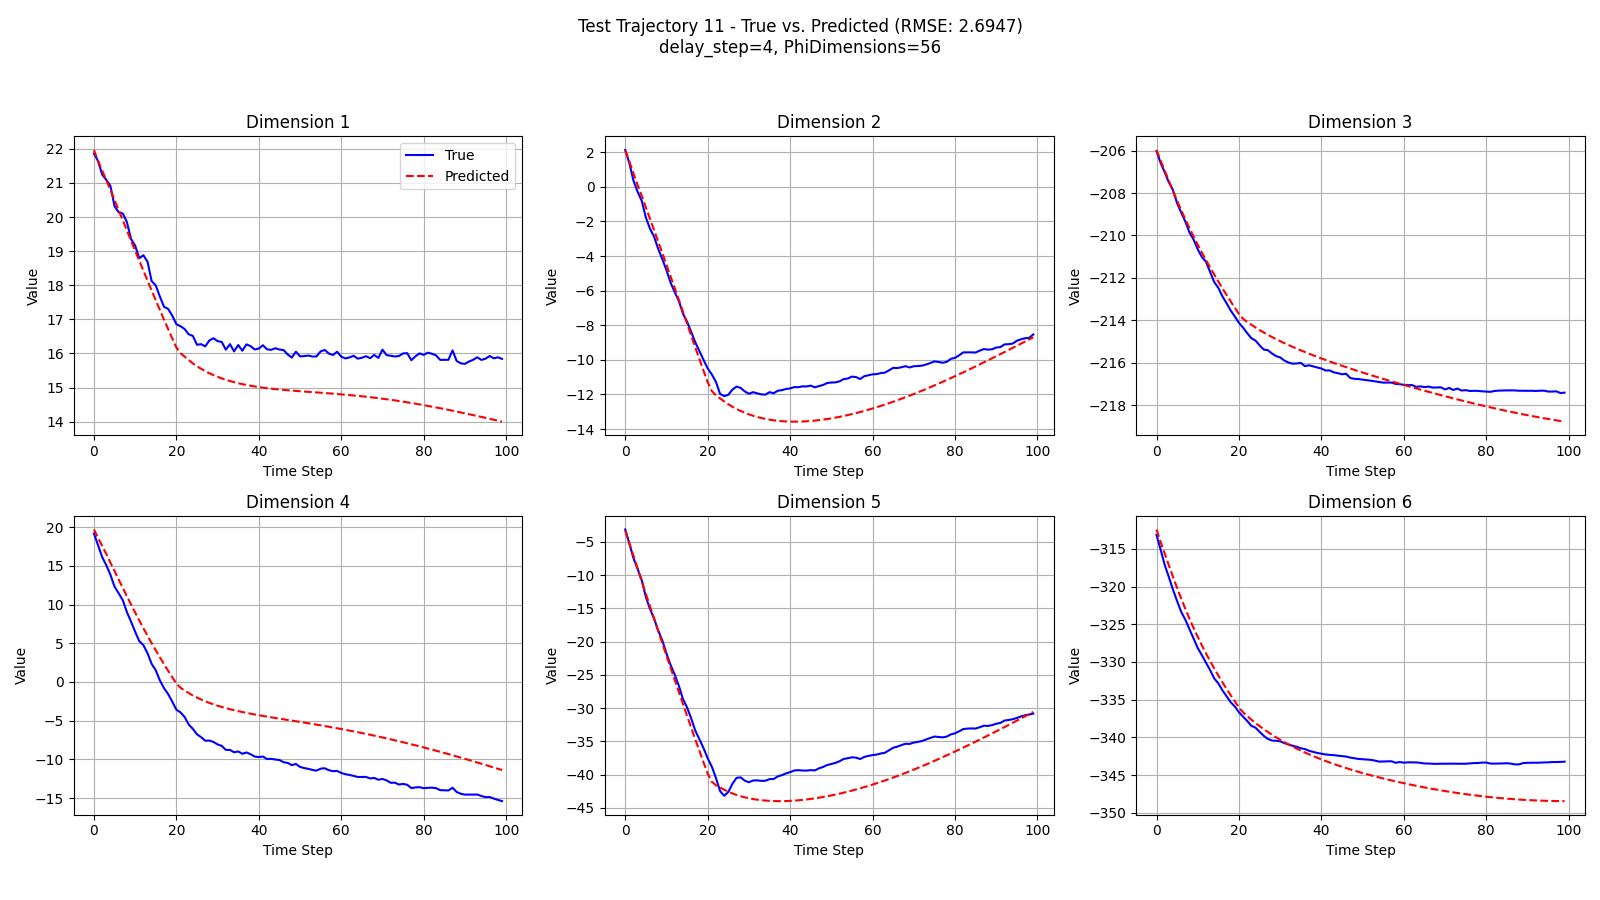 Test Trajectory 11 - True vs. Predicted (RMSE: 2.6947)
delay_step=4, PhiDimensions=56
Dimension 1
22
21
20
19
18
17
16
15
14
Value
0 20 40 60 80 100
Time Step
True
Predicted
Dimension 2
2
0
−2
−4
−6
−8
−10
−12
−14
Value
0 20 40 60 80 100
Time Step
Dimension 3
−206
−208
−210
−212
−214
−216
−218
Value
0 20 40 60 80 100
Time Step
Dimension 4
20
15
10
5
0
−5
−10
−15
Value
0 20 40 60 80 100
Time Step
Dimension 5
−5
−10
−15
−20
−25
−30
−35
−40
−45
Value
0 20 40 60 80 100
Time Step
Dimension 6
−315
−320
−325
−330
−335
−340
−345
−350
Value
0 20 40 60 80 100
Time Step